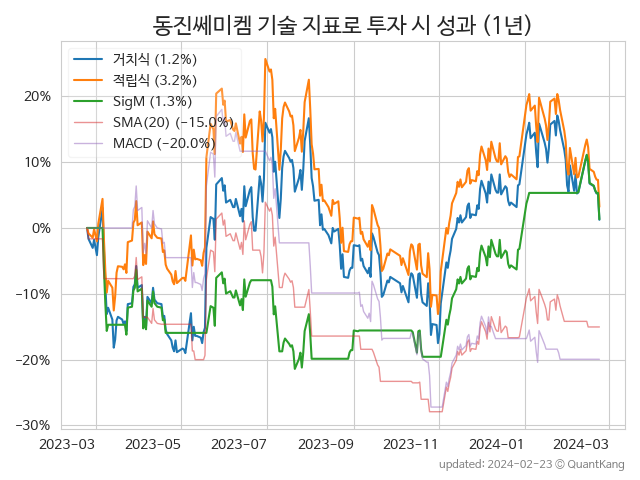 동진쎄미켐 기술 지표로 투자 시 성과 (1년)
거치식 (1.2%)
적립식 (3.2%)
SigM (1.3%)
SMA(20) (−15.0%)
MACD (−20.0%)
20%
10%
0%
−10%
−20%
−30%
2023-03 2023-05 2023-07 2023-09 2023-11 2024-01 2024-03
updated: 2024-02-23 © QuantKang